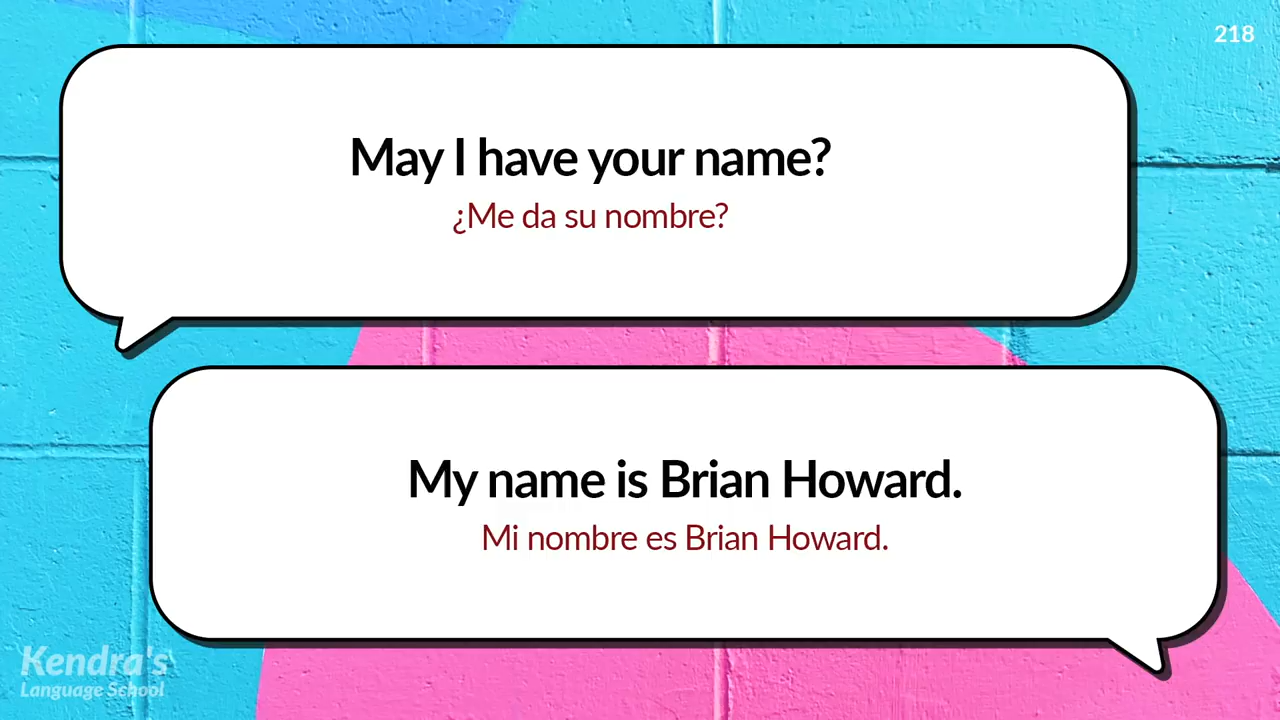 218
May I have your name?
¿Me da su nombre?
My name is Brian Howard.
Mi nombre es Brian Howard.
Kendra's
Language School